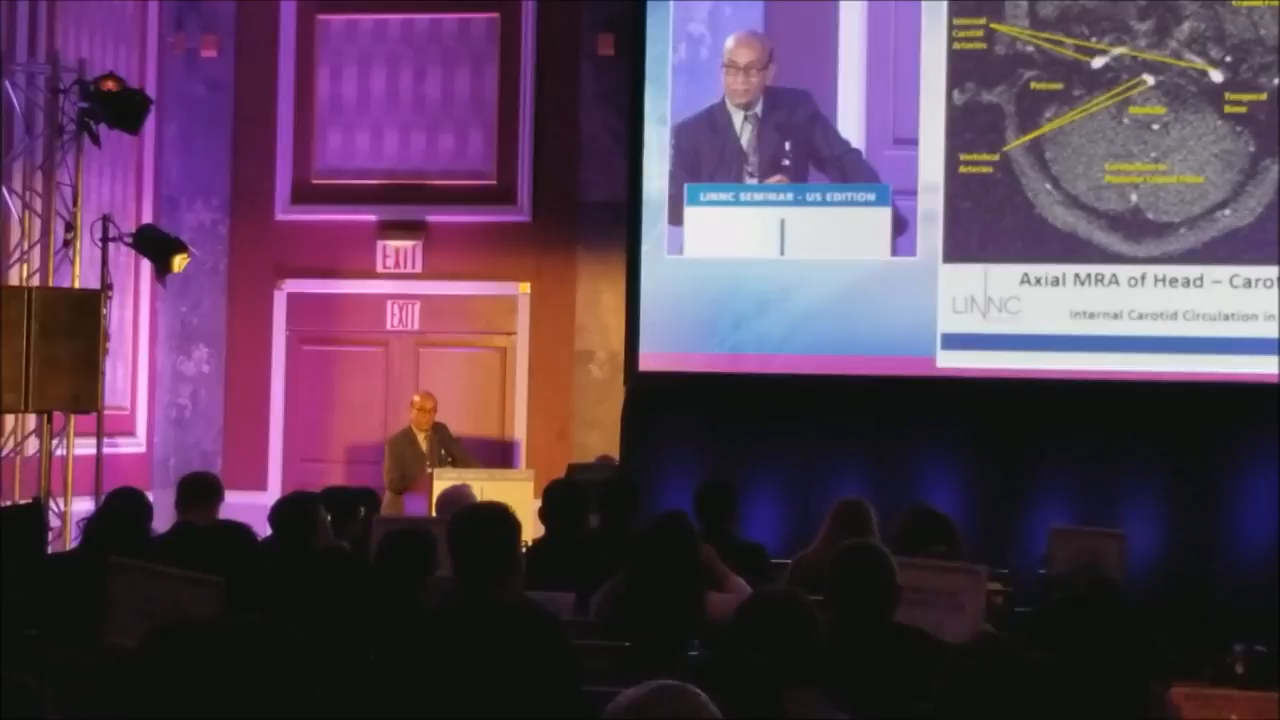 Internal
Carotid
Arteries
Petrous
Medulla
Temporal
Bone
Vertebral
Arteries
Cerebellum in
Posterior Cranial Fossa
LINNC SEMINAR - US EDITION
EXIT
EXIT
Axial MRA of Head – Carot
LINNC
Internal Carotid Circulation in